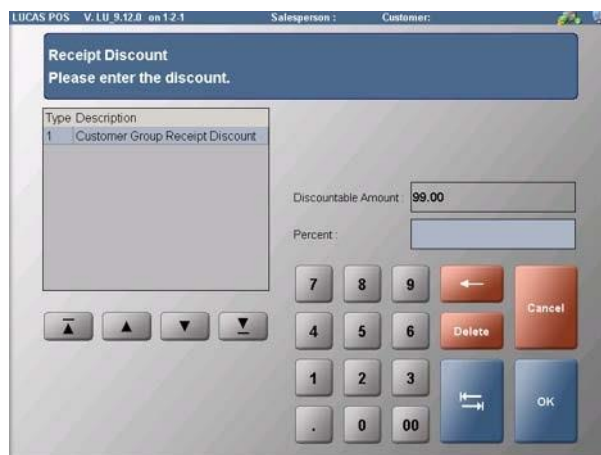 LUCAS POS V. LU_9.12.0 on 1-2-1 Salesperson : Customer:
Receipt Discount
Please enter the discount.
Type Description
1 Customer Group Receipt Discount
Discountable Amount : 99.00
Percent :
7 8 9
Cancel
4 5 6 Delete
1 2 3
OK
. 0 00